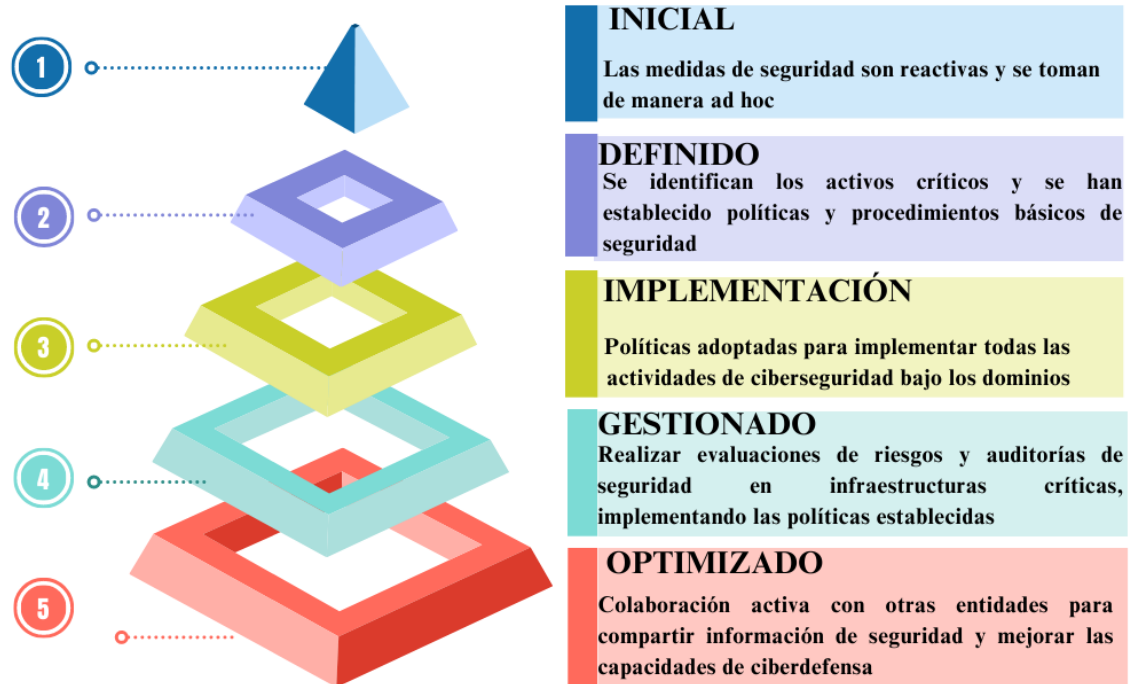 1
INICIAL
Las medidas de seguridad son reactivas y se toman
de manera ad hoc
2
DEFINIDO
Se identifican los activos críticos y se han
establecido políticas y procedimientos básicos de
seguridad
3
IMPLEMENTACIÓN
Políticas adoptadas para implementar todas las
actividades de ciberseguridad bajo los dominios
4
GESTIONADO
Realizar evaluaciones de riesgos y auditorías de
seguridad en infraestructuras críticas,
implementando las políticas establecidas
5
OPTIMIZADO
Colaboración activa con otras entidades para
compartir información de seguridad y mejorar las
capacidades de ciberdefensa